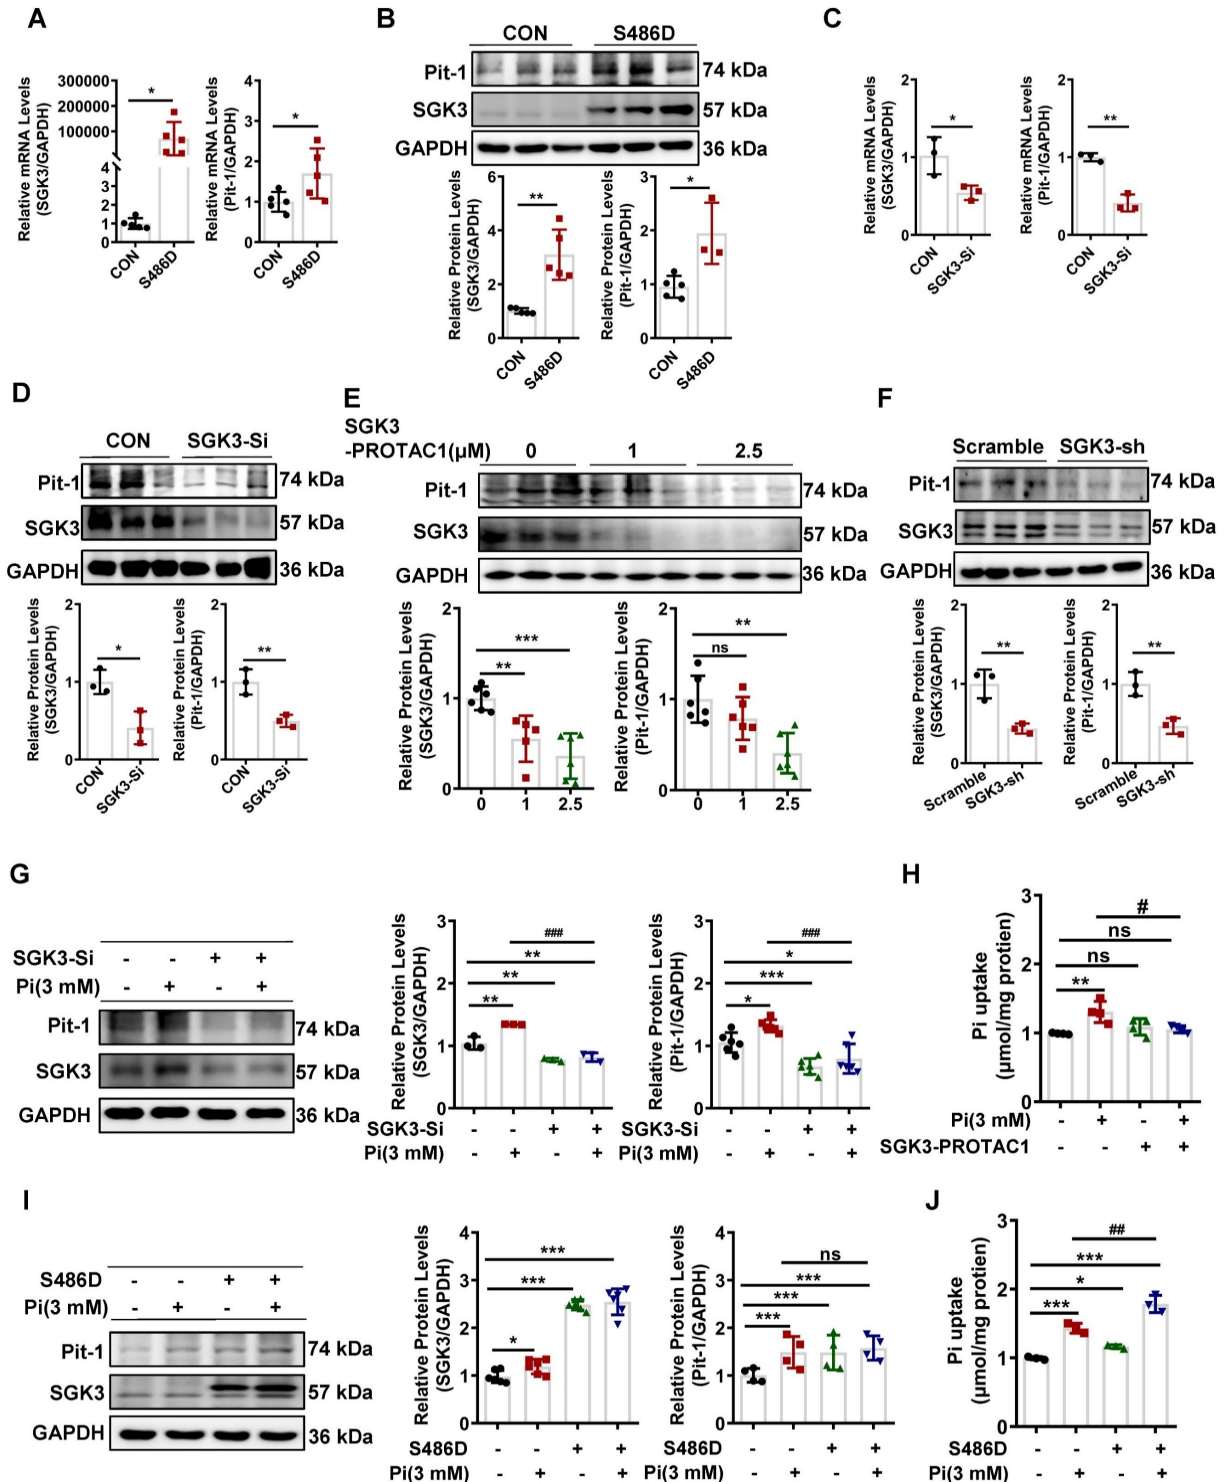 A
Relative mRNA Levels
(SGK3/GAPDH)
300000
200000
100000
4
3
2
1
0
*
CON
S486D
Relative mRNA Levels
(Pit-1/GAPDH)
4
3
2
1
0
*
CON
S486D
B
CON S486D
Pit-1 74 kDa
SGK3 57 kDa
GAPDH 36 kDa
Relative Protein Levels
(SGK3/GAPDH)
6
4
2
0
**
CON
S486D
Relative Protein Levels
(Pit-1/GAPDH)
3
2
1
0
*
CON
S486D
C
Relative mRNA Levels
(SGK3/GAPDH)
2
1
0
*
CON
SGK3-Si
Relative mRNA Levels
(Pit-1/GAPDH)
2
1
0
**
CON
SGK3-Si
D
CON SGK3-Si
Pit-1 74 kDa
SGK3 57 kDa
GAPDH 36 kDa
Relative Protein Levels
(SGK3/GAPDH)
2
1
0
*
CON
SGK3-Si
Relative Protein Levels
(Pit-1/GAPDH)
2
1
0
**
CON
SGK3-Si
E
SGK3
-PROTAC1(µM) 0 1 2.5
Pit-1 74 kDa
SGK3 57 kDa
GAPDH 36 kDa
Relative Protein Levels
(SGK3/GAPDH)
2
1
0
***
**
0 1 2.5
Relative Protein Levels
(Pit-1/GAPDH)
2
1
0
**
ns
0 1 2.5
F
Scramble SGK3-sh
Pit-1 74 kDa
SGK3 57 kDa
GAPDH 36 kDa
Relative Protein Levels
(SGK3/GAPDH)
2
1
0
**
Scramble
SGK3-sh
Relative Protein Levels
(Pit-1/GAPDH)
2
1
0
**
Scramble
SGK3-sh
G
SGK3-Si - - + +
Pi(3 mM) - + - +
Pit-1 74 kDa
SGK3 57 kDa
GAPDH 36 kDa
Relative Protein Levels
(SGK3/GAPDH)
3
2
1
0
###
**
**
**
SGK3-Si - - + +
Pi(3 mM) - + - +
Relative Protein Levels
(Pit-1/GAPDH)
3
2
1
0
###
*
***
*
SGK3-Si - - + +
Pi(3 mM) - + - +
H
Pi uptake
(µmol/mg protien)
3
2
1
0
#
ns
ns
**
Pi(3 mM) - + - +
SGK3-PROTAC1 - - + +
I
S486D - - + +
Pi(3 mM) - + - +
Pit-1 74 kDa
SGK3 57 kDa
GAPDH 36 kDa
Relative Protein Levels
(SGK3/GAPDH)
4
3
2
1
0
***
***
*
S486D - - + +
Pi(3 mM) - + - +
Relative Protein Levels
(Pit-1/GAPDH)
4
3
2
1
0
ns
***
***
***
S486D - - + +
Pi(3 mM) - + - +
J
Pi uptake
(µmol/mg protien)
3
2
1
0
##
***
*
***
S486D - - + +
Pi(3 mM) - + - +